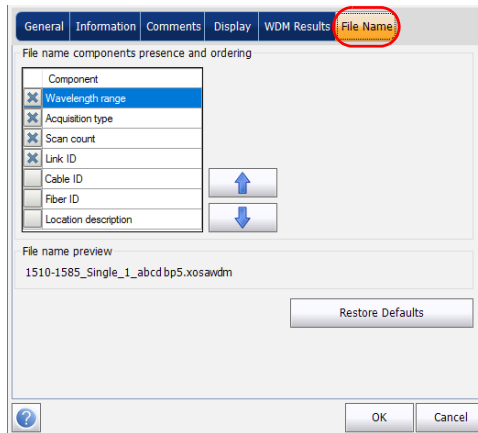 General Information Comments Display WDM Results File Name
File name components presence and ordering
Component
Wavelength range
Acquisition type
Scan count
Link ID
Cable ID
Fiber ID
Location description
File name preview
1510-1585_Single_1_abcd bp5.xosawdm
Restore Defaults
?
OK Cancel